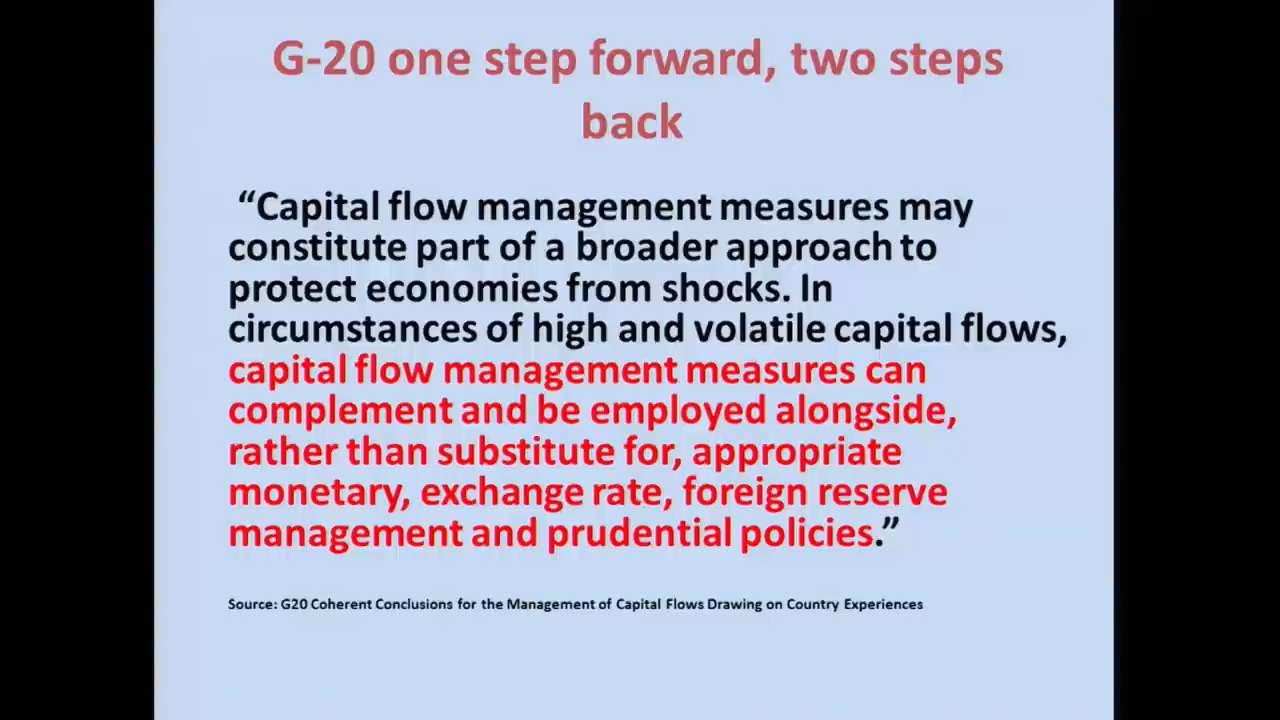 G-20 one step forward, two steps
back
“Capital flow management measures may
constitute part of a broader approach to
protect economies from shocks. In
circumstances of high and volatile capital flows,
capital flow management measures can
complement and be employed alongside,
rather than substitute for, appropriate
monetary, exchange rate, foreign reserve
management and prudential policies.”
Source: G20 Coherent Conclusions for the Management of Capital Flows Drawing on Country Experiences